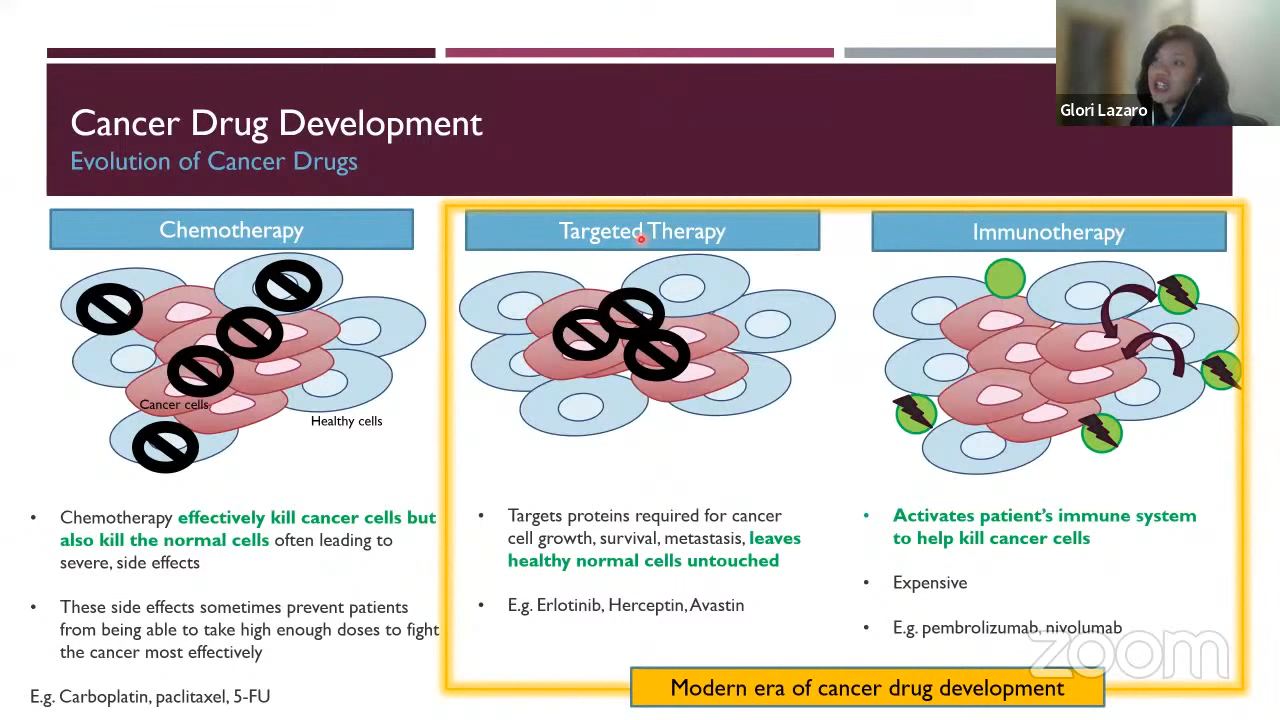 Glori Lazaro
Cancer Drug Development
Evolution of Cancer Drugs
Chemotherapy
Cancer cells
Healthy cells
• Chemotherapy effectively kill cancer cells but
also kill the normal cells often leading to
severe, side effects
• These side effects sometimes prevent patients
from being able to take high enough doses to fight
the cancer most effectively
E.g. Carboplatin, paclitaxel, 5-FU
Targeted Therapy
• Targets proteins required for cancer
cell growth, survival, metastasis, leaves
healthy normal cells untouched
• E.g. Erlotinib, Herceptin, Avastin
Immunotherapy
• Activates patient's immune system
to help kill cancer cells
• Expensive
• E.g. pembrolizumab, nivolumab
zoom
Modern era of cancer drug development